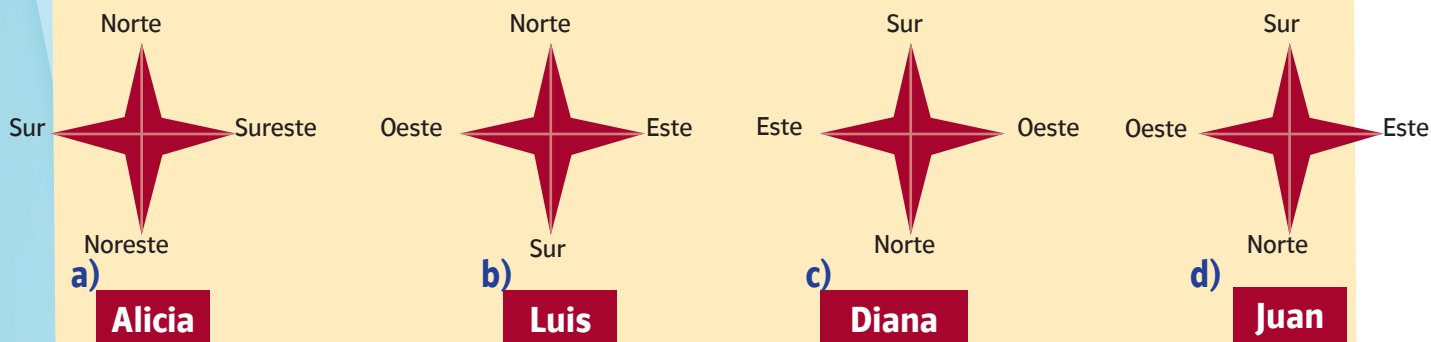 Norte
Sur Sureste
Noreste
a)
Alicia
Norte
Oeste Este
Sur
b)
Luis
Sur
Este Oeste
Norte
c)
Diana
Sur
Oeste Este
Norte
d)
Juan